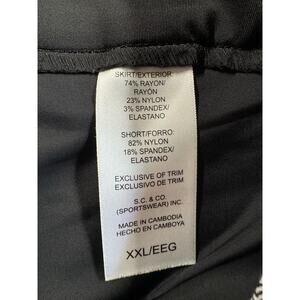 SKIRT/EXTERIOR:
74% RAYON/
RAYÓN
23% NYLON
3% SPANDEX/
ELASTANO
SHORT/FORRO:
82% NYLON
18% SPANDEX/
ELASTANO
EXCLUSIVE OF TRIM
EXCLUSIVO DE TRIM
S.C. & CO.
(SPORTSWEAR) INC.
MADE IN CAMBODIA
HECHO EN CAMBOYA
XXL/EEG